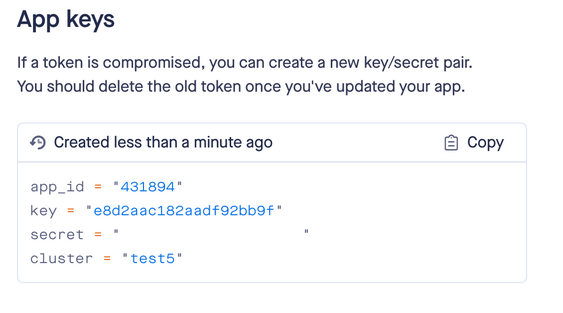 App keys
If a token is compromised, you can create a new key/secret pair.
You should delete the old token once you've updated your app.
Created less than a minute ago Copy
app_id = "431894"
key = "e8d2aac182aadf92bb9f"
secret = " "
cluster = "test5"